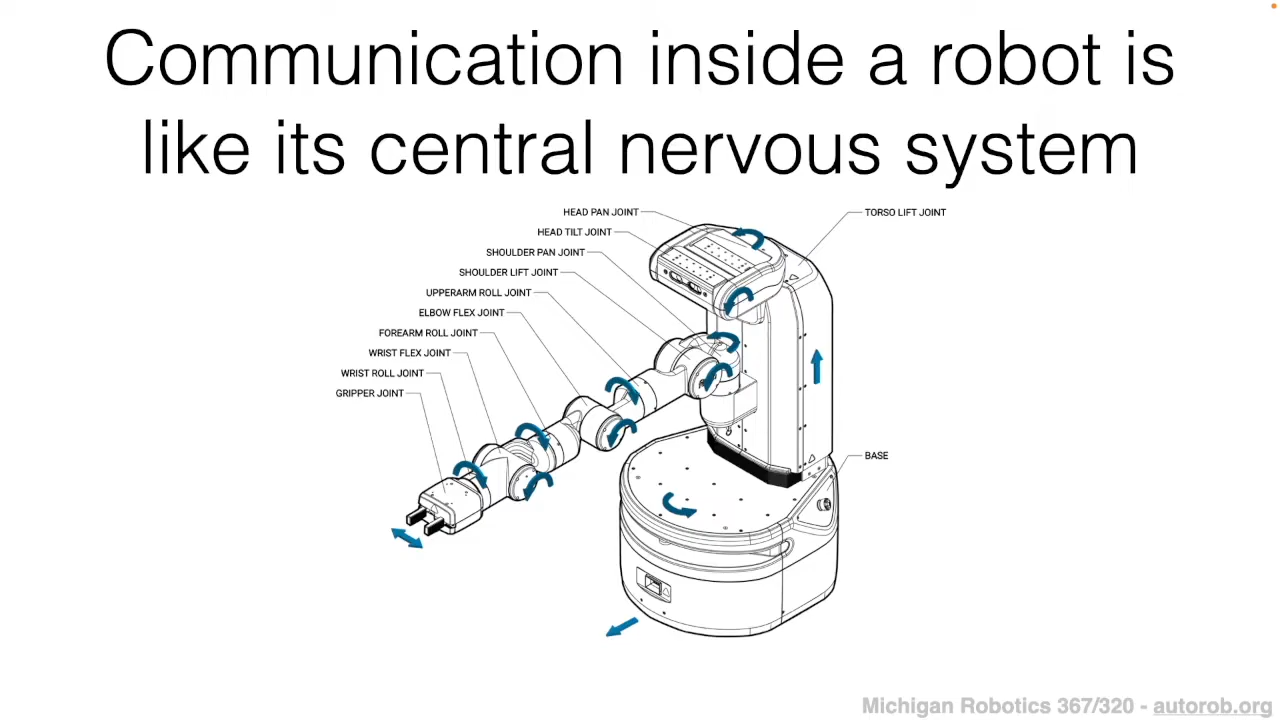 Communication inside a robot is
like its central nervous system
HEAD PAN JOINT
TORSO LIFT JOINT
HEAD TILT JOINT
SHOULDER PAN JOINT
SHOULDER LIFT JOINT
UPPERARM ROLL JOINT
ELBOW FLEX JOINT
FOREARM ROLL JOINT
WRIST FLEX JOINT
WRIST ROLL JOINT
GRIPPER JOINT
BASE
Michigan Robotics 367/320 - autorob.org